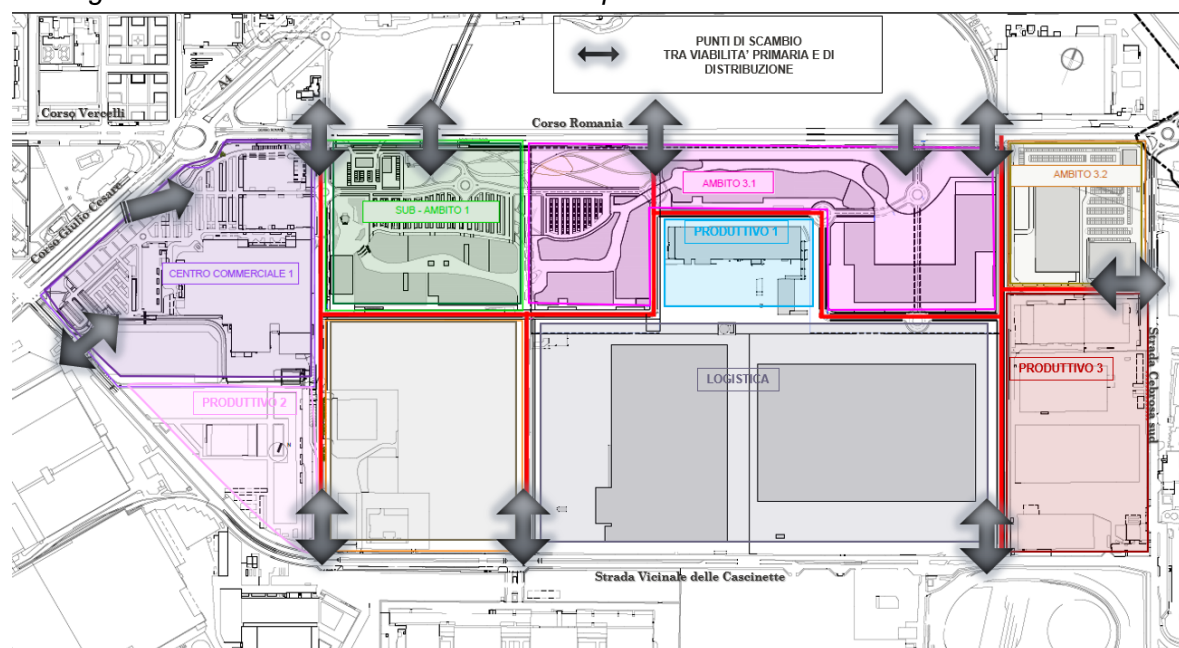 PUNTI DI SCAMBIO
TRA VIABILITA' PRIMARIA E DI
DISTRIBUZIONE
A4
Corso Vercelli
Corso Romania
AMBITO 3.1
AMBITO 3.2
SUB - AMBITO 1
PRODUTTIVO 1
Corso Giulio Cesare
CENTRO COMMERCIALE 1
Strada Cebrosa sud
PRODUTTIVO 3
LOGISTICA
PRODUTTIVO 2
N
Strada Vicinale delle Cascinette